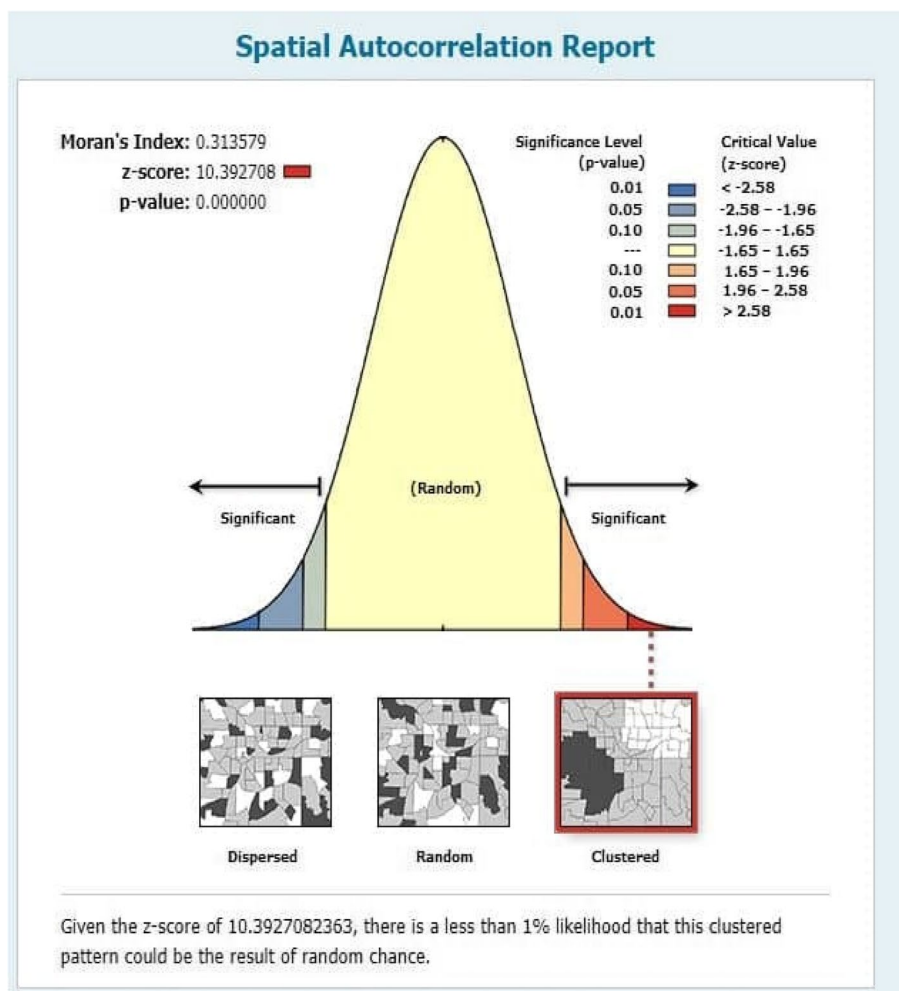 Spatial Autocorrelation Report
Moran's Index: 0.313579
z-score: 10.392708
p-value: 0.000000
Significance Level
(p-value)
Critical Value
(z-score)
0.01 < -2.58
0.05 -2.58 – -1.96
0.10 -1.96 – -1.65
--- -1.65 – 1.65
0.10 1.65 – 1.96
0.05 1.96 – 2.58
0.01 > 2.58
(Random)
Significant
Significant
Dispersed
Random
Clustered
Given the z-score of 10.3927082363, there is a less than 1% likelihood that this clustered
pattern could be the result of random chance.